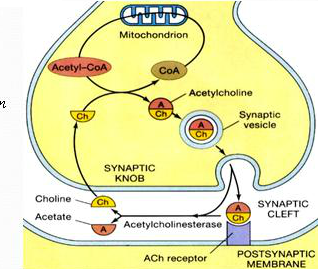 Mitochondrion
Acetyl–CoA
CoA
n
Acetylcholine
A
Ch
Ch
Synaptic
vesicle
A
Ch
SYNAPTIC
KNOB
Choline
Ch
Acetate
A
Acetylcholinesterase
A
Ch
SYNAPTIC
CLEFT
ACh receptor
POSTSYNAPTIC
MEMBRANE